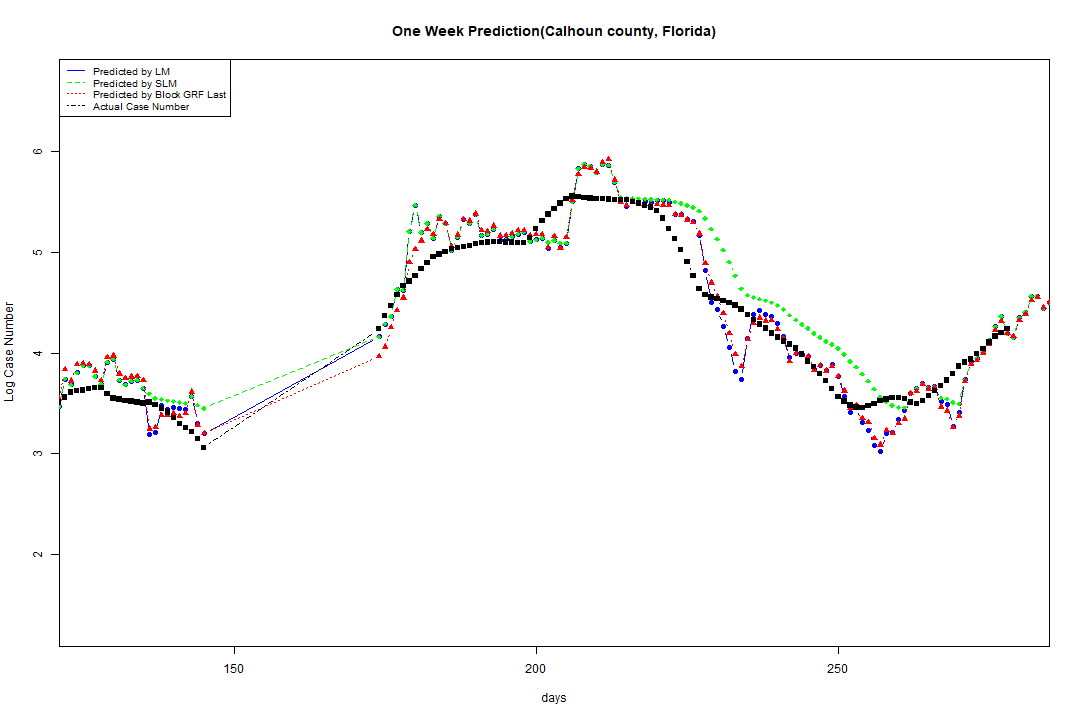 One Week Prediction(Calhoun county, Florida)
Predicted by LM
Predicted by SLM
Predicted by Block GRF Last
Actual Case Number
6
5
4
3
2
Log Case Number
150 200 250
days